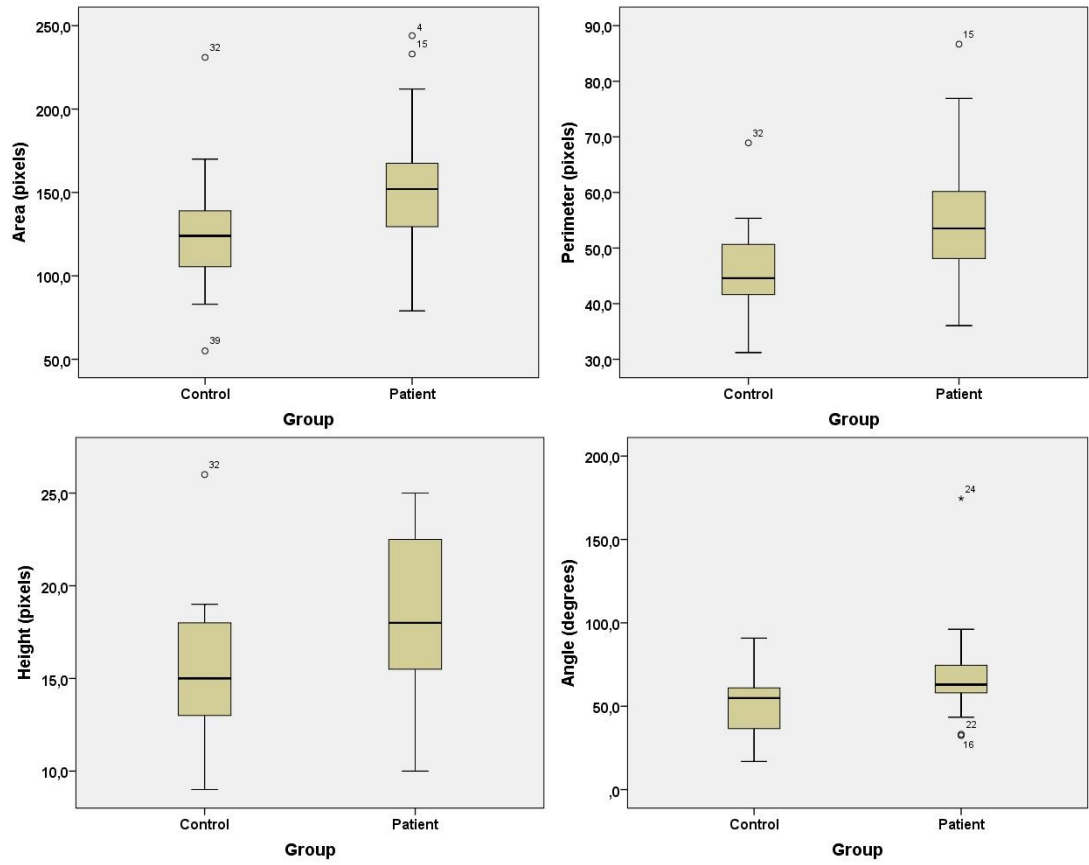 250,0
200,0
150,0
100,0
50,0
Area (pixels)
32
39
4
15
Control
Patient
Group
90,0
80,0
70,0
60,0
50,0
40,0
30,0
Perimeter (pixels)
32
15
Control
Patient
Group
25,0
20,0
15,0
10,0
Height (pixels)
32
Control
Patient
Group
200,0
150,0
100,0
50,0
,0
Angle (degrees)
24
22
16
Control
Patient
Group